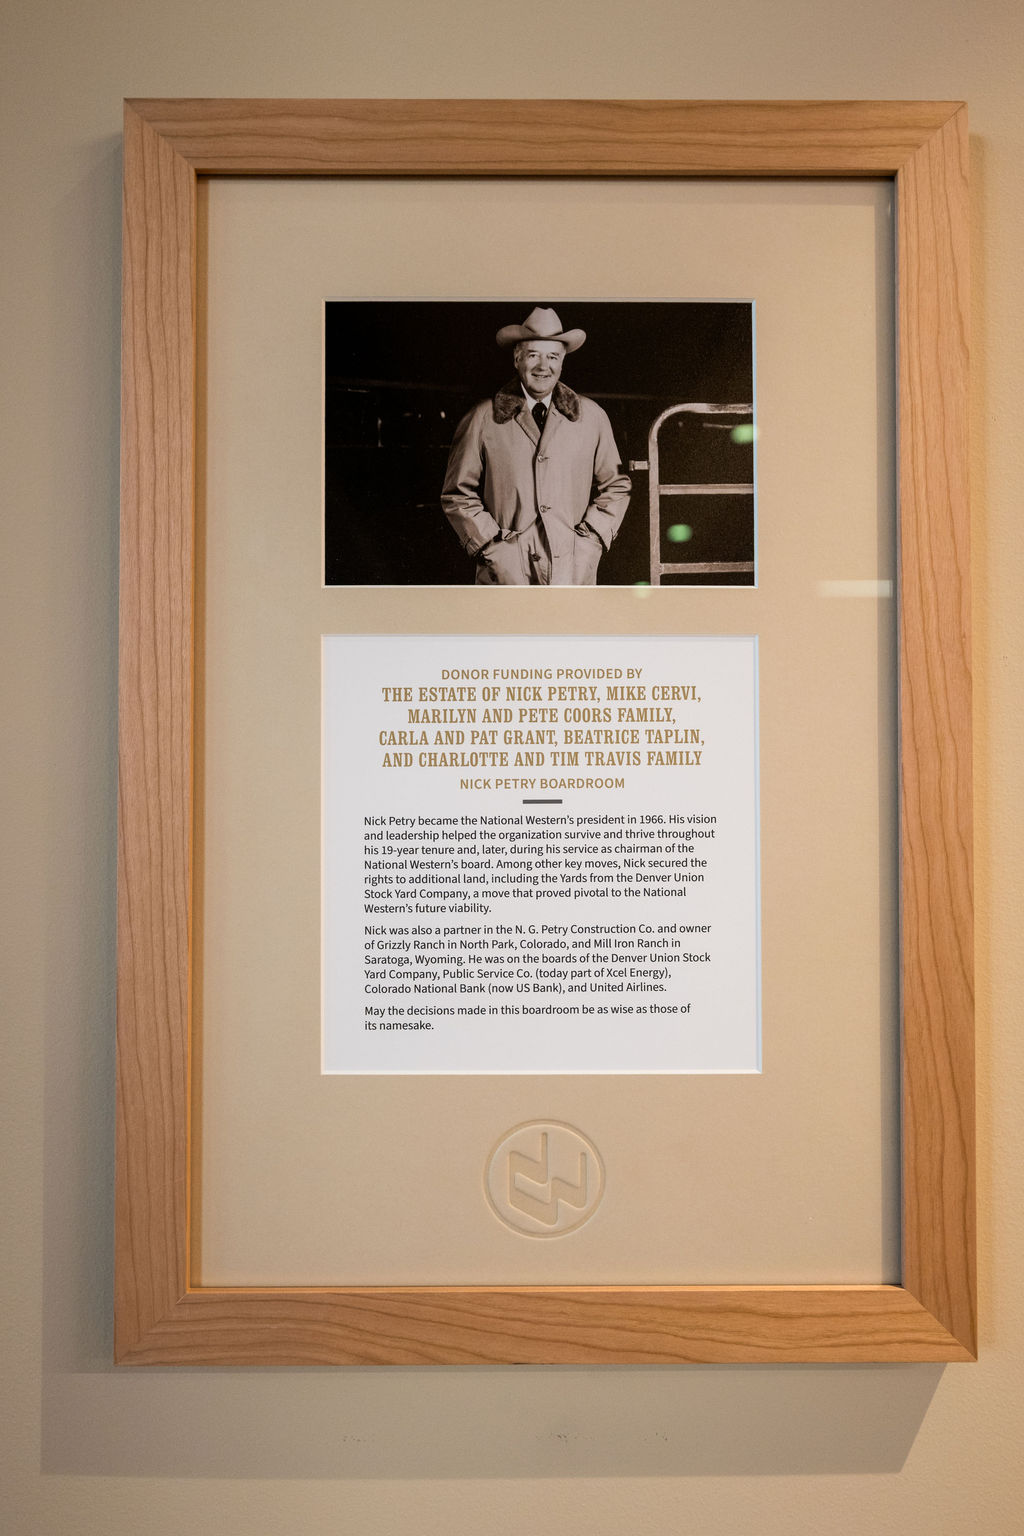 DONOR FUNDING PROVIDED BY
THE ESTATE OF NICK PETRY, MIKE CERVI,
MARILYN AND PETE COORS FAMILY,
CARLA AND PAT GRANT, BEATRICE TAPLIN,
AND CHARLOTTE AND TIM TRAVIS FAMILY
NICK PETRY BOARDROOM
Nick Petry became the National Western's president in 1966. His vision
and leadership helped the organization survive and thrive throughout
his 19-year tenure and, later, during his service as chairman of the
National Western's board. Among other key moves, Nick secured the
rights to additional land, including the Yards from the Denver Union
Stock Yard Company, a move that proved pivotal to the National
Western's future viability.
Nick was also a partner in the N. G. Petry Construction Co. and owner
of Grizzly Ranch in North Park, Colorado, and Mill Iron Ranch in
Saratoga, Wyoming. He was on the boards of the Denver Union Stock
Yard Company, Public Service Co. (today part of Xcel Energy),
Colorado National Bank (now US Bank), and United Airlines.
May the decisions made in this boardroom be as wise as those of
its namesake.